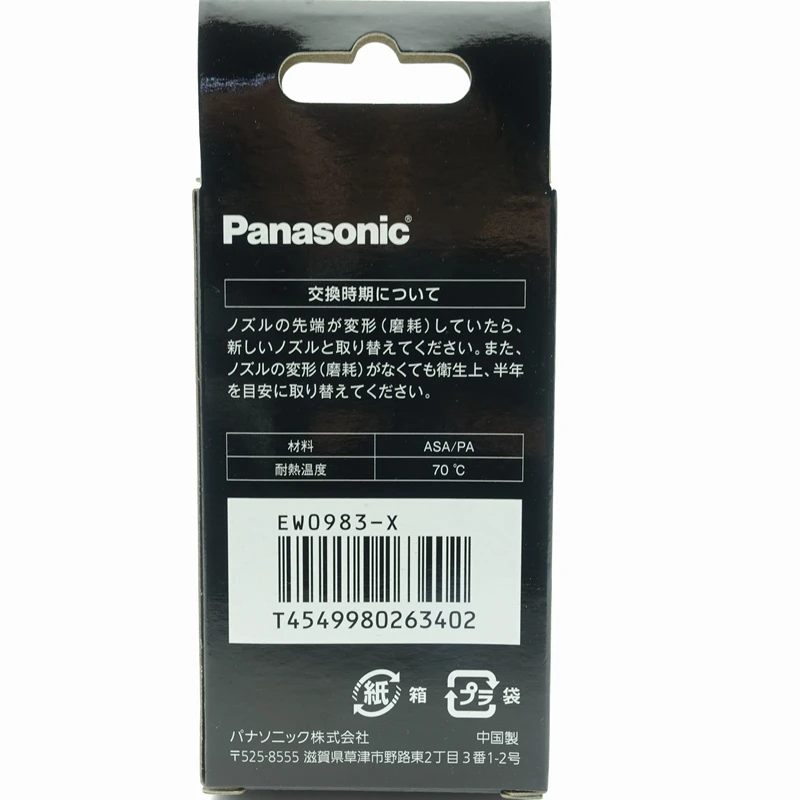 Panasonic®
交換時期について
ノズルの先端が変形(磨耗)していたら、
新しいノズルと取り替えてください。また、
ノズルの変形(磨耗)がなくても衛生上、半年
を目安に取り替えてください。
材料 ASA/PA
耐熱温度 70 ℃
EW0983-X
T4549980263402
紙 箱 プラ 袋
パナソニック株式会社 中国製
〒525-8555 滋賀県草津市野路東2丁目3番1-2号